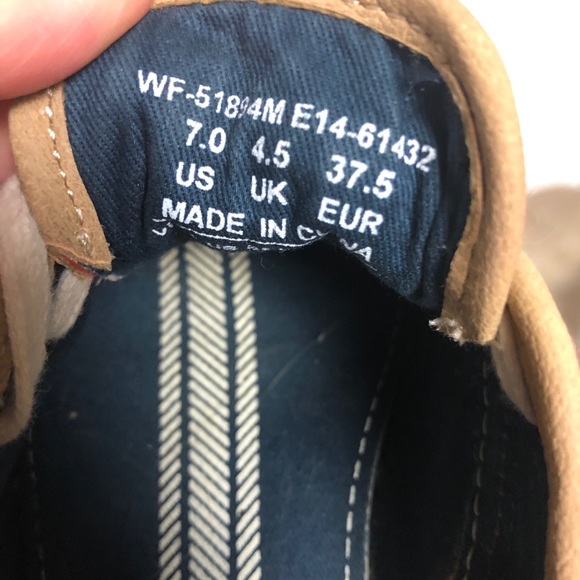 WF-51894M E14-61432
7.0 4.5 37.5
US UK EUR
MADE IN CHINA